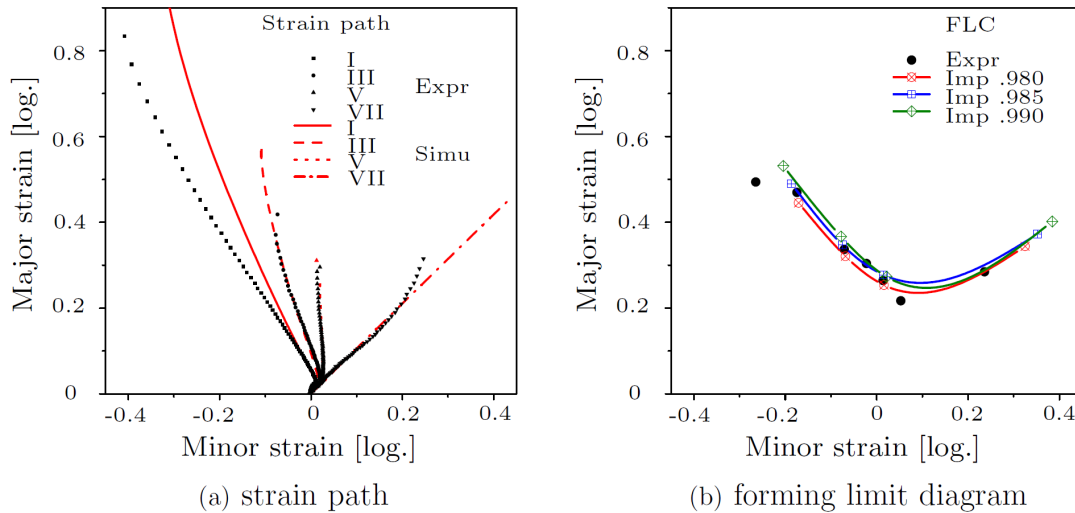 Strain path
I
III
V
VII
Expr
I
III
V
VII
Simu
0.8
0.6
0.4
0.2
0
-0.4
-0.2
0
0.2
0.4
Major strain [log.]
Minor strain [log.]
(a) strain path
FLC
Expr
Imp .980
Imp .985
Imp .990
0.8
0.6
0.4
0.2
0
-0.4
-0.2
0
0.2
0.4
Major strain [log.]
Minor strain [log.]
(b) forming limit diagram